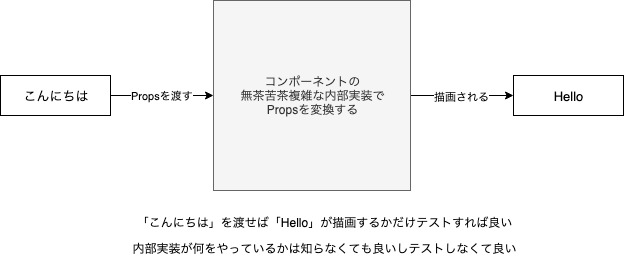 こんにちは
Propsを渡す
コンポーネントの
無茶苦茶複雑な内部実装で
Propsを変換する
描画される
Hello
「こんにちは」を渡せば「Hello」が描画するかだけテストすれば良い
内部実装が何をやっているかは知らなくても良いしテストしなくて良い